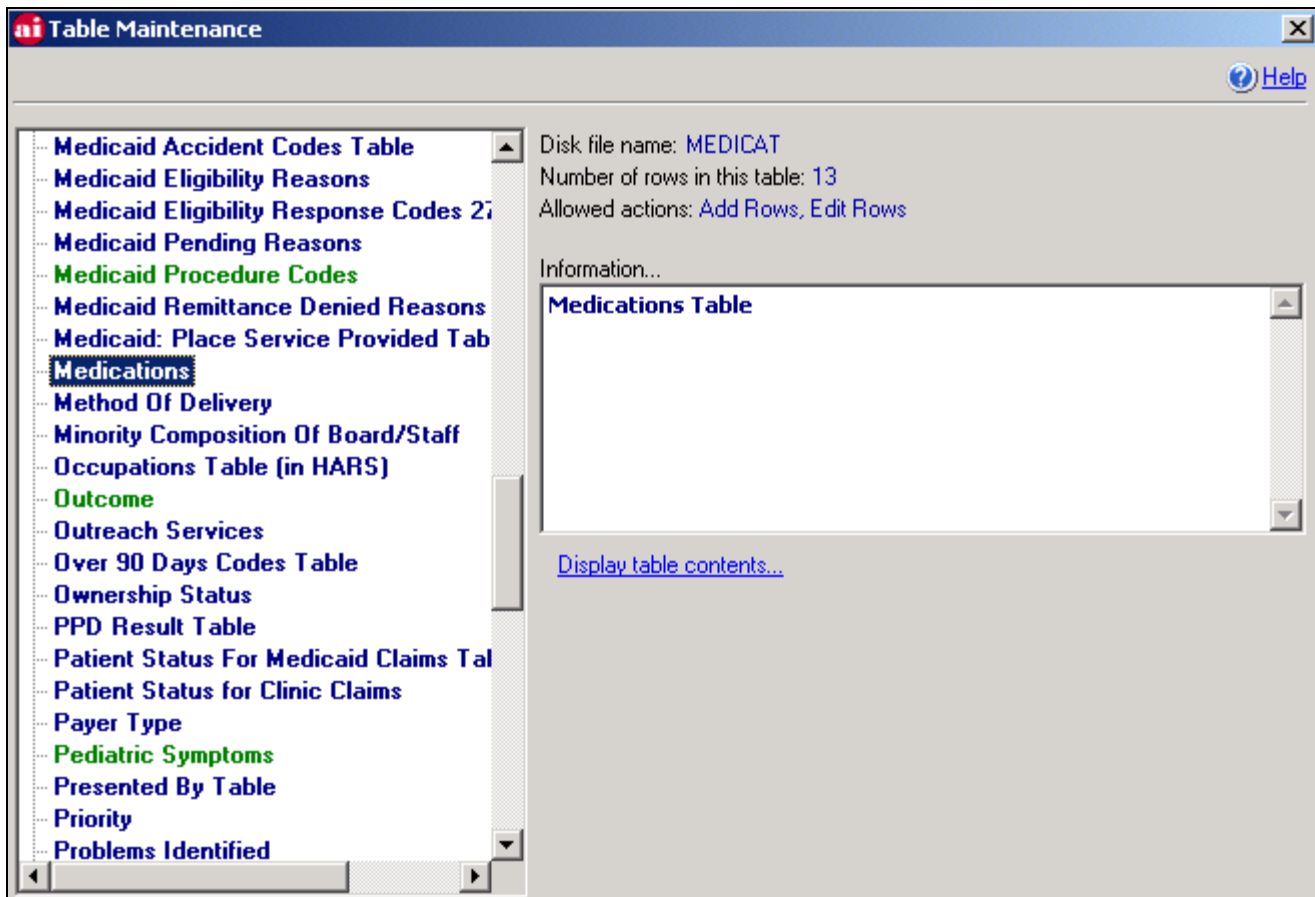 ai Table Maintenance
Help
Medicaid Accident Codes Table
Medicaid Eligibility Reasons
Medicaid Eligibility Response Codes 27
Medicaid Pending Reasons
Medicaid Procedure Codes
Medicaid Remittance Denied Reasons
Medicaid: Place Service Provided Tab
Medications
Method Of Delivery
Minority Composition Of Board/Staff
Occupations Table (in HARS)
Outcome
Outreach Services
Over 90 Days Codes Table
Ownership Status
PPD Result Table
Patient Status For Medicaid Claims Tal
Patient Status for Clinic Claims
Payer Type
Pediatric Symptoms
Presented By Table
Priority
Problems Identified
Disk file name: MEDICAT
Number of rows in this table: 13
Allowed actions: Add Rows, Edit Rows
Information...
Medications Table
Display table contents...